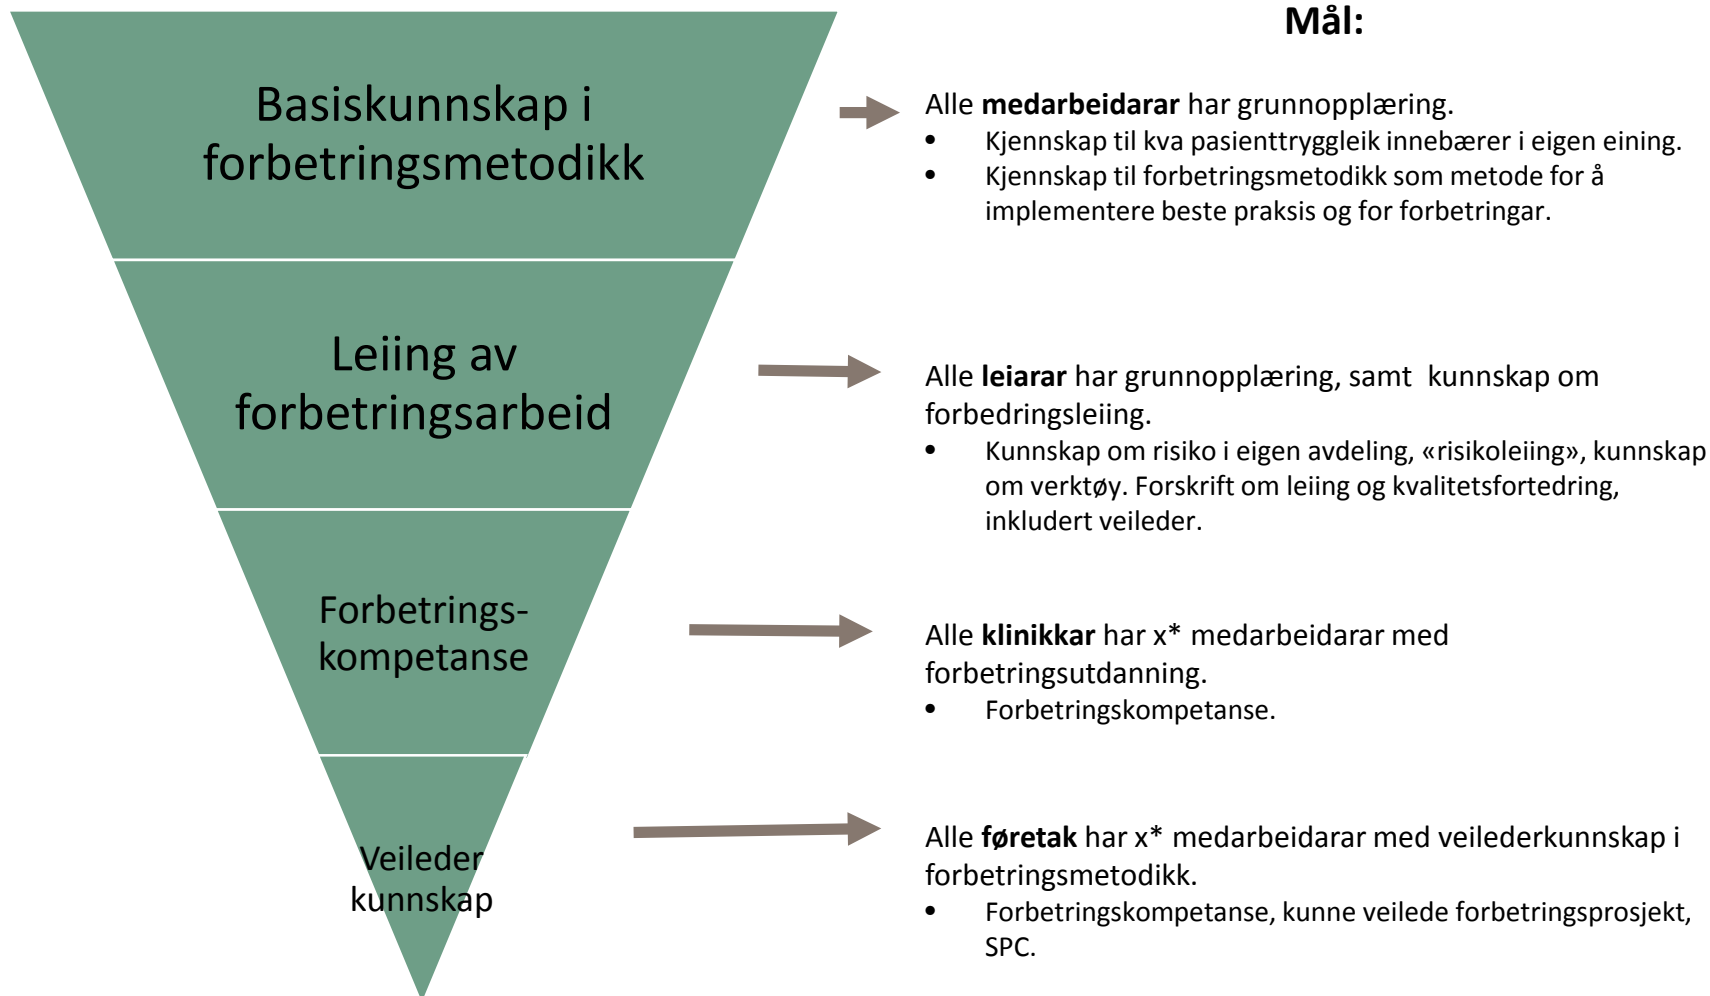 Mål:
Basiskunnskap i
forbetringsmetodikk
Alle medarbeidarar har grunnopplæring.
• Kjennskap til kva pasienttryggleik innebærer i eigen eining.
• Kjennskap til forbetringsmetodikk som metode for å
implementere beste praksis og for forbetringar.
Leiing av
forbetringsarbeid
Alle leiarar har grunnopplæring, samt kunnskap om
forbedringsleiing.
• Kunnskap om risiko i eigen avdeling, «risikoleiing», kunnskap
om verktøy. Forskrift om leiing og kvalitetsfortedring,
inkludert veileder.
Forbetrings-
kompetanse
Alle klinikkar har x* medarbeidarar med
forbetringsutdanning.
• Forbetringskompetanse.
Veileder
kunnskap
Alle føretak har x* medarbeidarar med veilederkunnskap i
forbetringsmetodikk.
• Forbetringskompetanse, kunne veilede forbetringsprosjekt,
SPC.